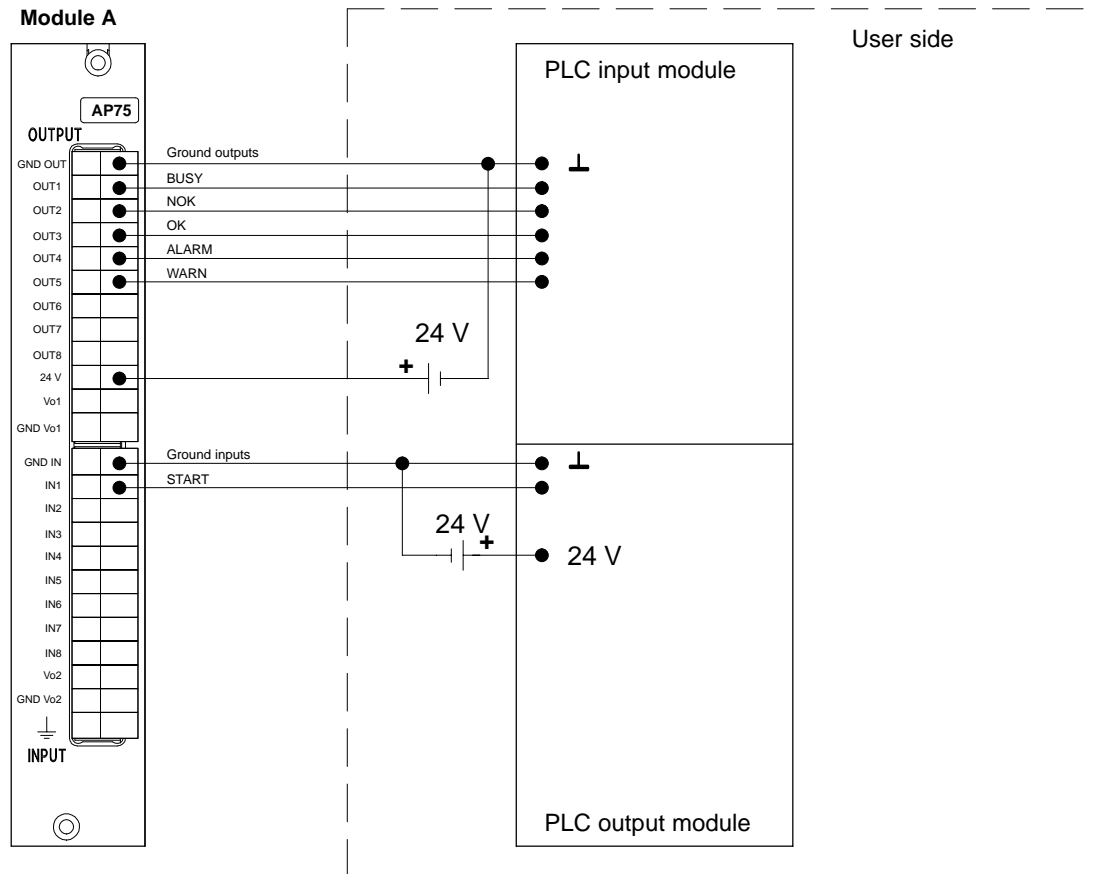 Module A
User side
PLC input module
AP75
OUTPUT
GND OUT
Ground outputs
OUT1
BUSY
OUT2
NOK
OUT3
OK
OUT4
ALARM
OUT5
WARN
OUT6
OUT7
24 V
OUT8
+
24 V
Vo1
GND Vo1
GND IN
Ground inputs
IN1
START
IN2
24 V
IN3
+
IN4
-
24 V
IN5
IN6
IN7
IN8
Vo2
GND Vo2
INPUT
PLC output module